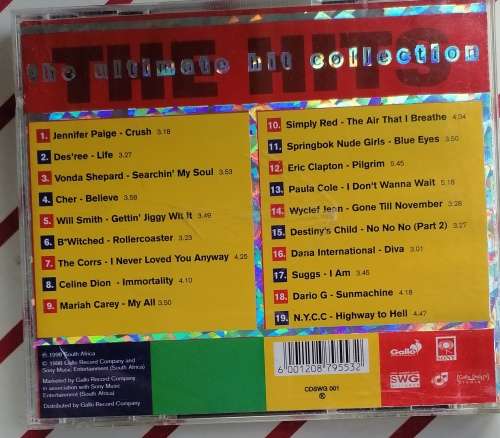 THE HITS
the ultimate hit collection
1. Jennifer Paige - Crush 3.18
2. Des'ree - Life 3.27
3. Vonda Shepard - Searchin' My Soul 3.53
4. Cher - Believe 3.58
5. Will Smith - Gettin' Jiggy Wit It 3.49
6. B*Witched - Rollercoaster 3.23
7. The Corrs - I Never Loved You Anyway 4.25
8. Celine Dion - Immortality 4.10
9. Mariah Carey - My All 3.50
10. Simply Red - The Air That I Breathe 4.34
11. Springbok Nude Girls - Blue Eyes 3.50
12. Eric Clapton - Pilgrim 5.45
13. Paula Cole - I Don't Wanna Wait 5.18
14. Wyclef Jean - Gone Till November 3.28
15. Destiny's Child - No No No (Part 2) 3.27
16. Dana International - Diva 3.01
17. Suggs - I Am 3.45
18. Dario G - Sunmachine 4.18
19. N.Y.C.C - Highway to Hell 4.47
℗ 1998 South Africa
© 1998 Gallo Record Company and
Sony Music Entertainment (South Africa)
Marketed by Gallo Record Company
in association with Sony Music
Entertainment (South Africa)
Distributed by Gallo Record Company
6 001208 795532
CDSWG 001
Gallo
SONY
SWG